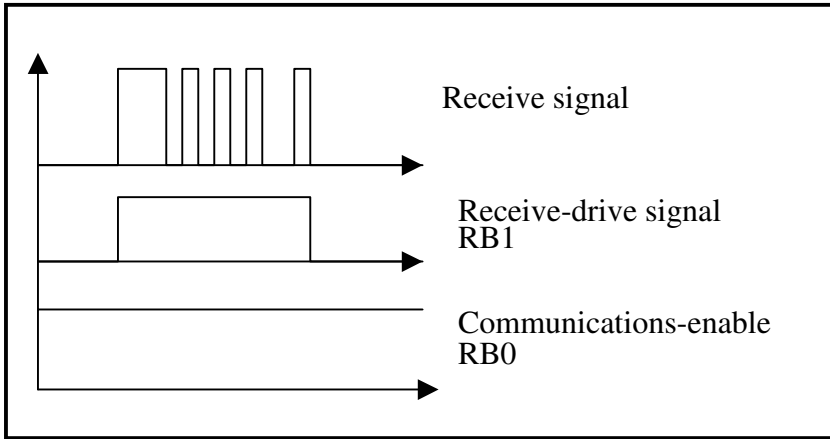 Receive signal
Receive-drive signal
RB1
Communications-enable
RB0